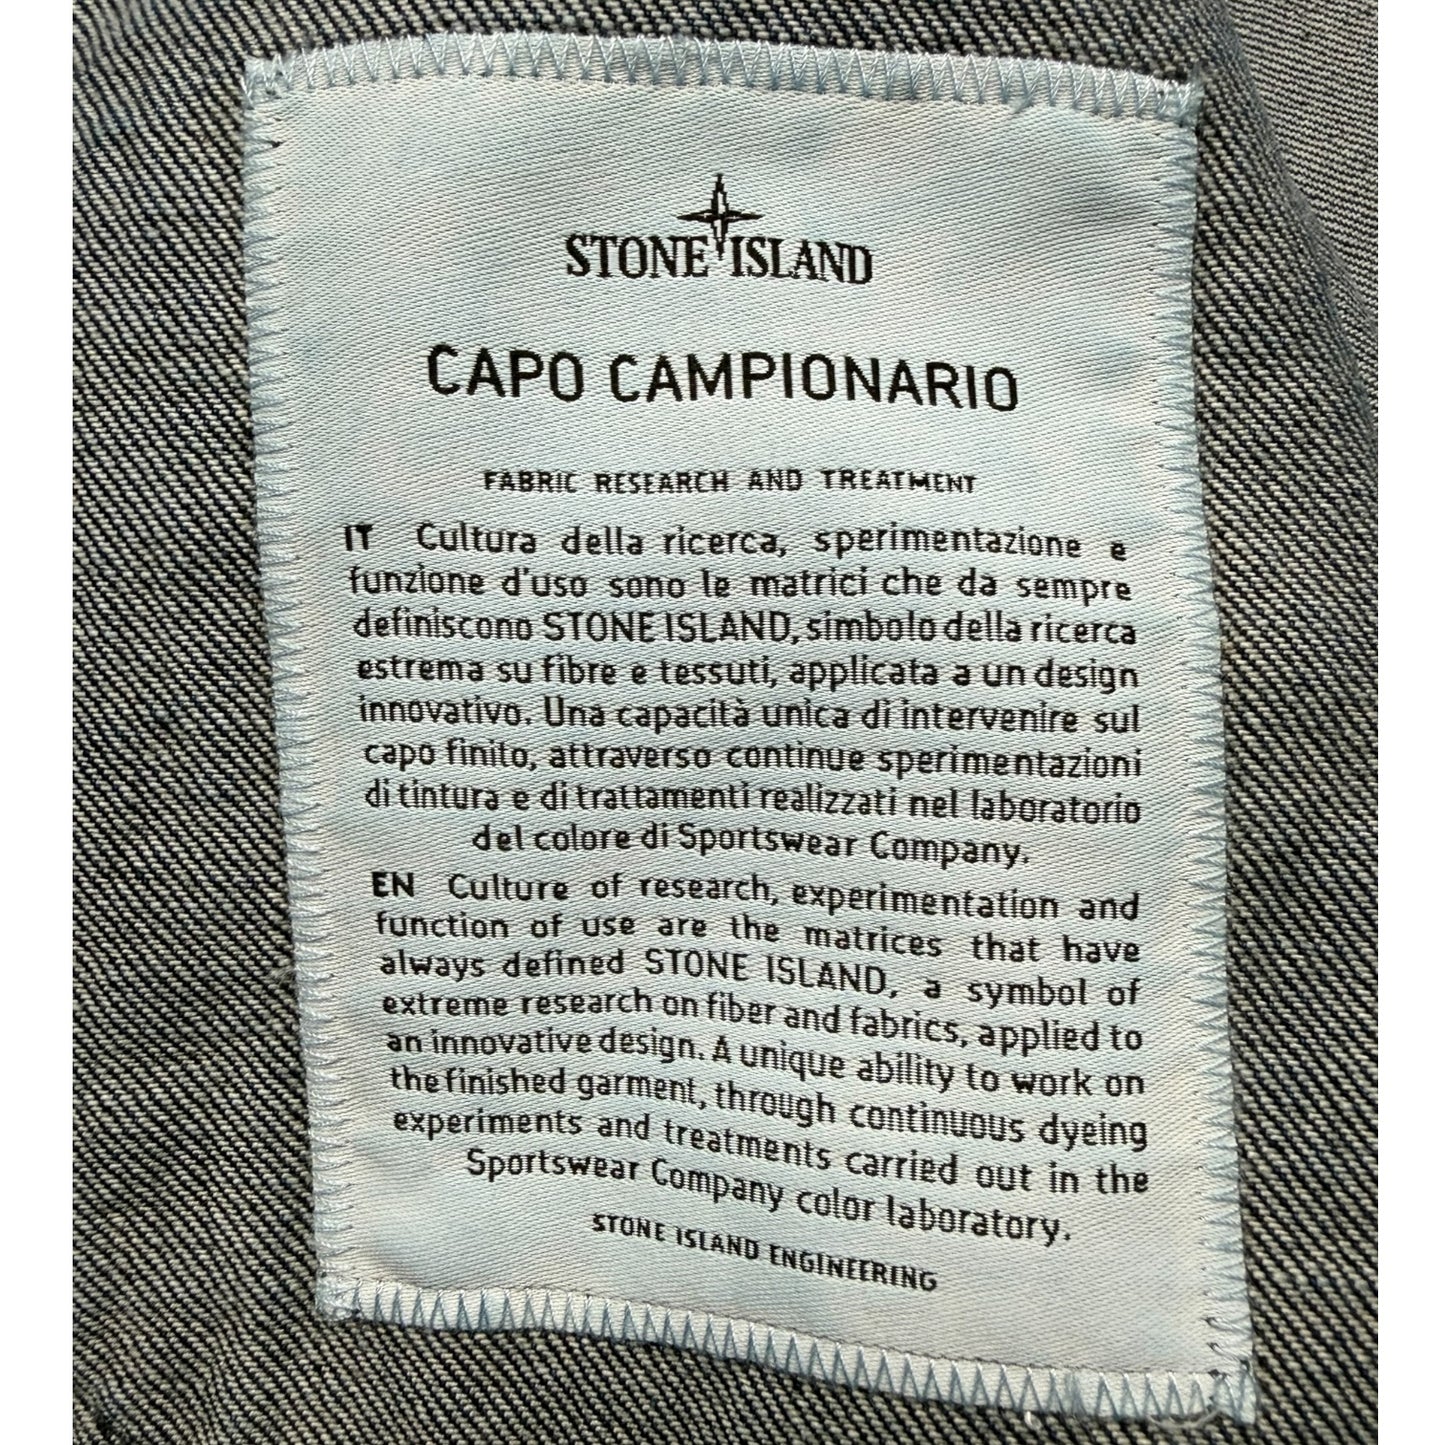 STONE ISLAND
CAPO CAMPIONARIO
FABRIC RESEARCH AND TREATMENT
IT Cultura della ricerca, sperimentazione e
funzione d'uso sono le matrici che da sempre
definiscono STONE ISLAND, simbolo della ricerca
estrema su fibre e tessuti, applicata a un design
innovativo. Una capacità unica di intervenire sul
capo finito, attraverso continue sperimentazioni
di tintura e di trattamenti realizzati nel laboratorio
del colore di Sportswear Company.
EN Culture of research, experimentation and
function of use are the matrices that have
always defined STONE ISLAND, a symbol of
extreme research on fiber and fabrics, applied to
an innovative design. A unique ability to work on
the finished garment, through continuous dyeing
experiments and treatments carried out in the
Sportswear Company color laboratory.
STONE ISLAND ENGINEERING